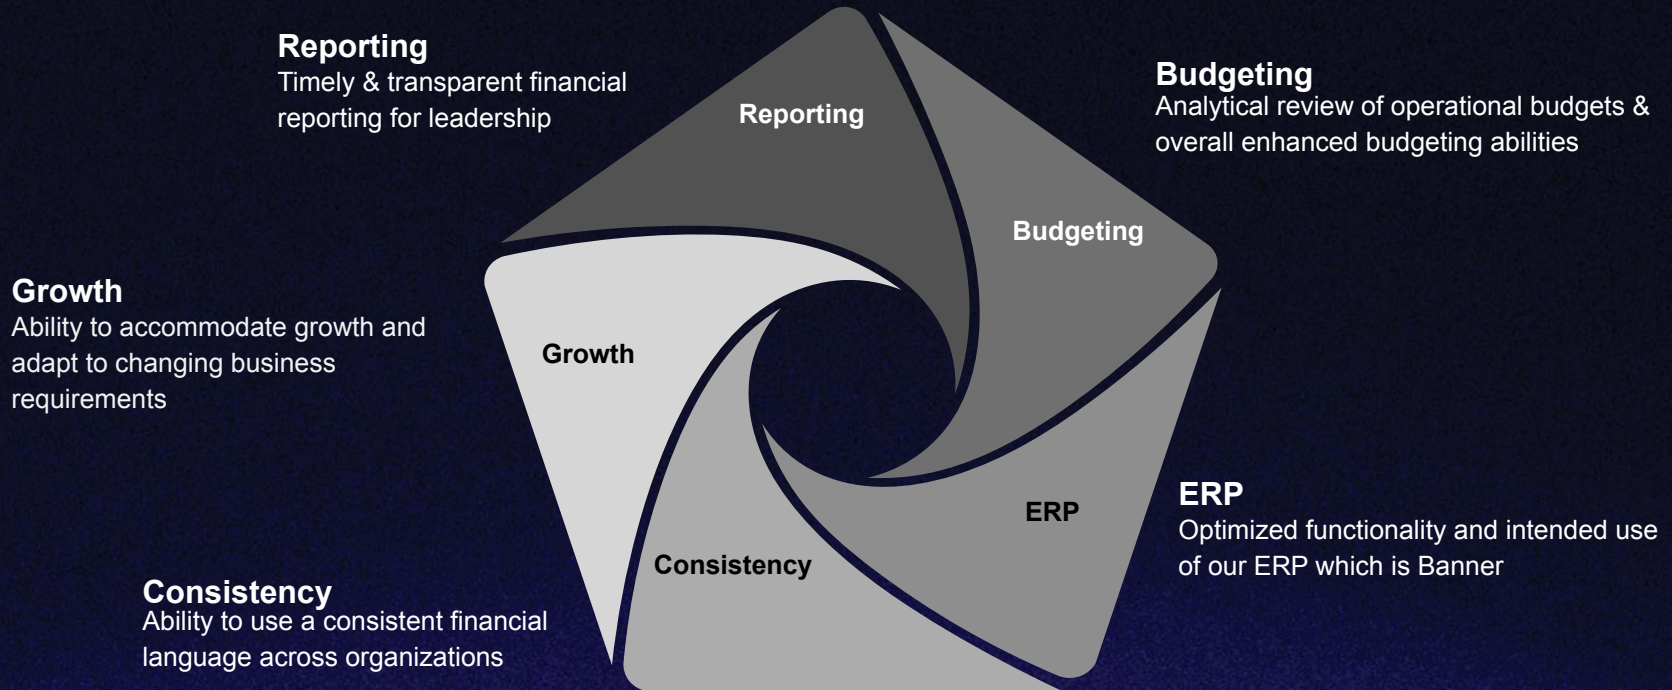 Reporting
Timely & transparent financial
reporting for leadership
Reporting
Budgeting
Analytical review of operational budgets &
overall enhanced budgeting abilities
Budgeting
Growth
Ability to accommodate growth and
adapt to changing business
requirements
Growth
ERP
Optimized functionality and intended use
of our ERP which is Banner
ERP
Consistency
Consistency
Ability to use a consistent financial
language across organizations